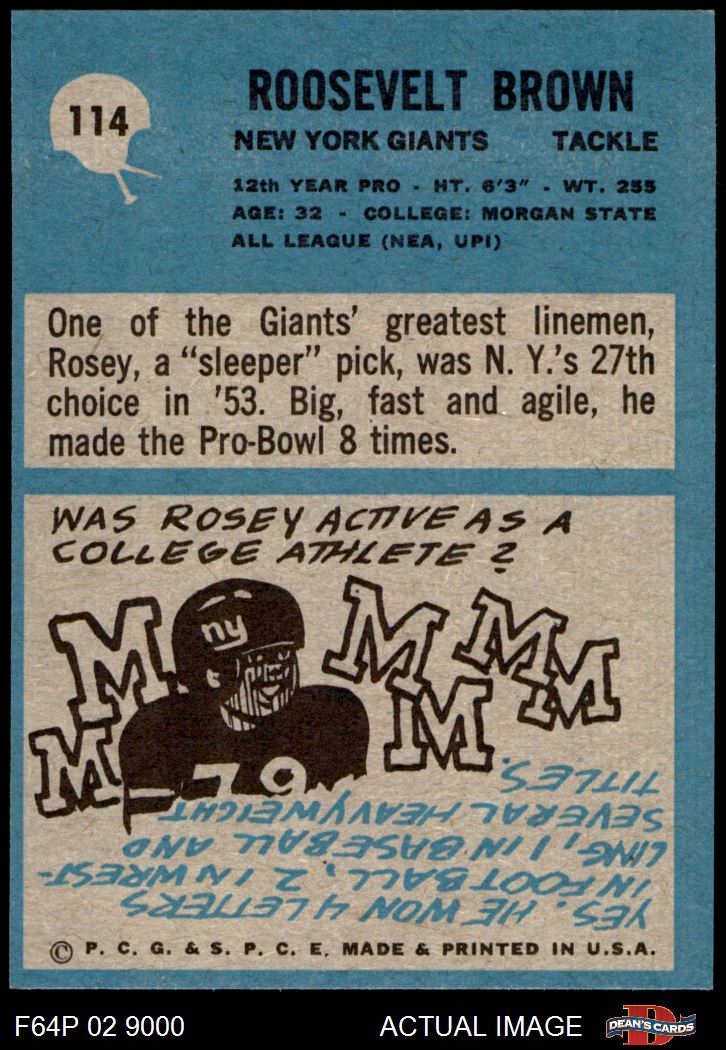 114
ROOSEVELT BROWN
NEW YORK GIANTS TACKLE
12th YEAR PRO - HT. 6'3" - WT. 255
AGE: 32 - COLLEGE: MORGAN STATE
ALL LEAGUE (NEA, UPI)
One of the Giants' greatest linemen,
Rosey, a "sleeper" pick, was N. Y.'s 27th
choice in '53. Big, fast and agile, he
made the Pro-Bowl 8 times.
WAS ROSEY ACTIVE AS A
COLLEGE ATHLETE?
M
M
M
M
M
M
ny
79
YES. HE WON 4 LETTERS
IN FOOTBALL, 2 IN WREST-
LING, 1 IN BASEBALL AND
SEVERAL HEAVYWEIGHT
TITLES.
© P. C. G. & S. P. C. E. MADE & PRINTED IN U.S.A.
F64P 02 9000 ACTUAL IMAGE
D
DEAN'S CARDS